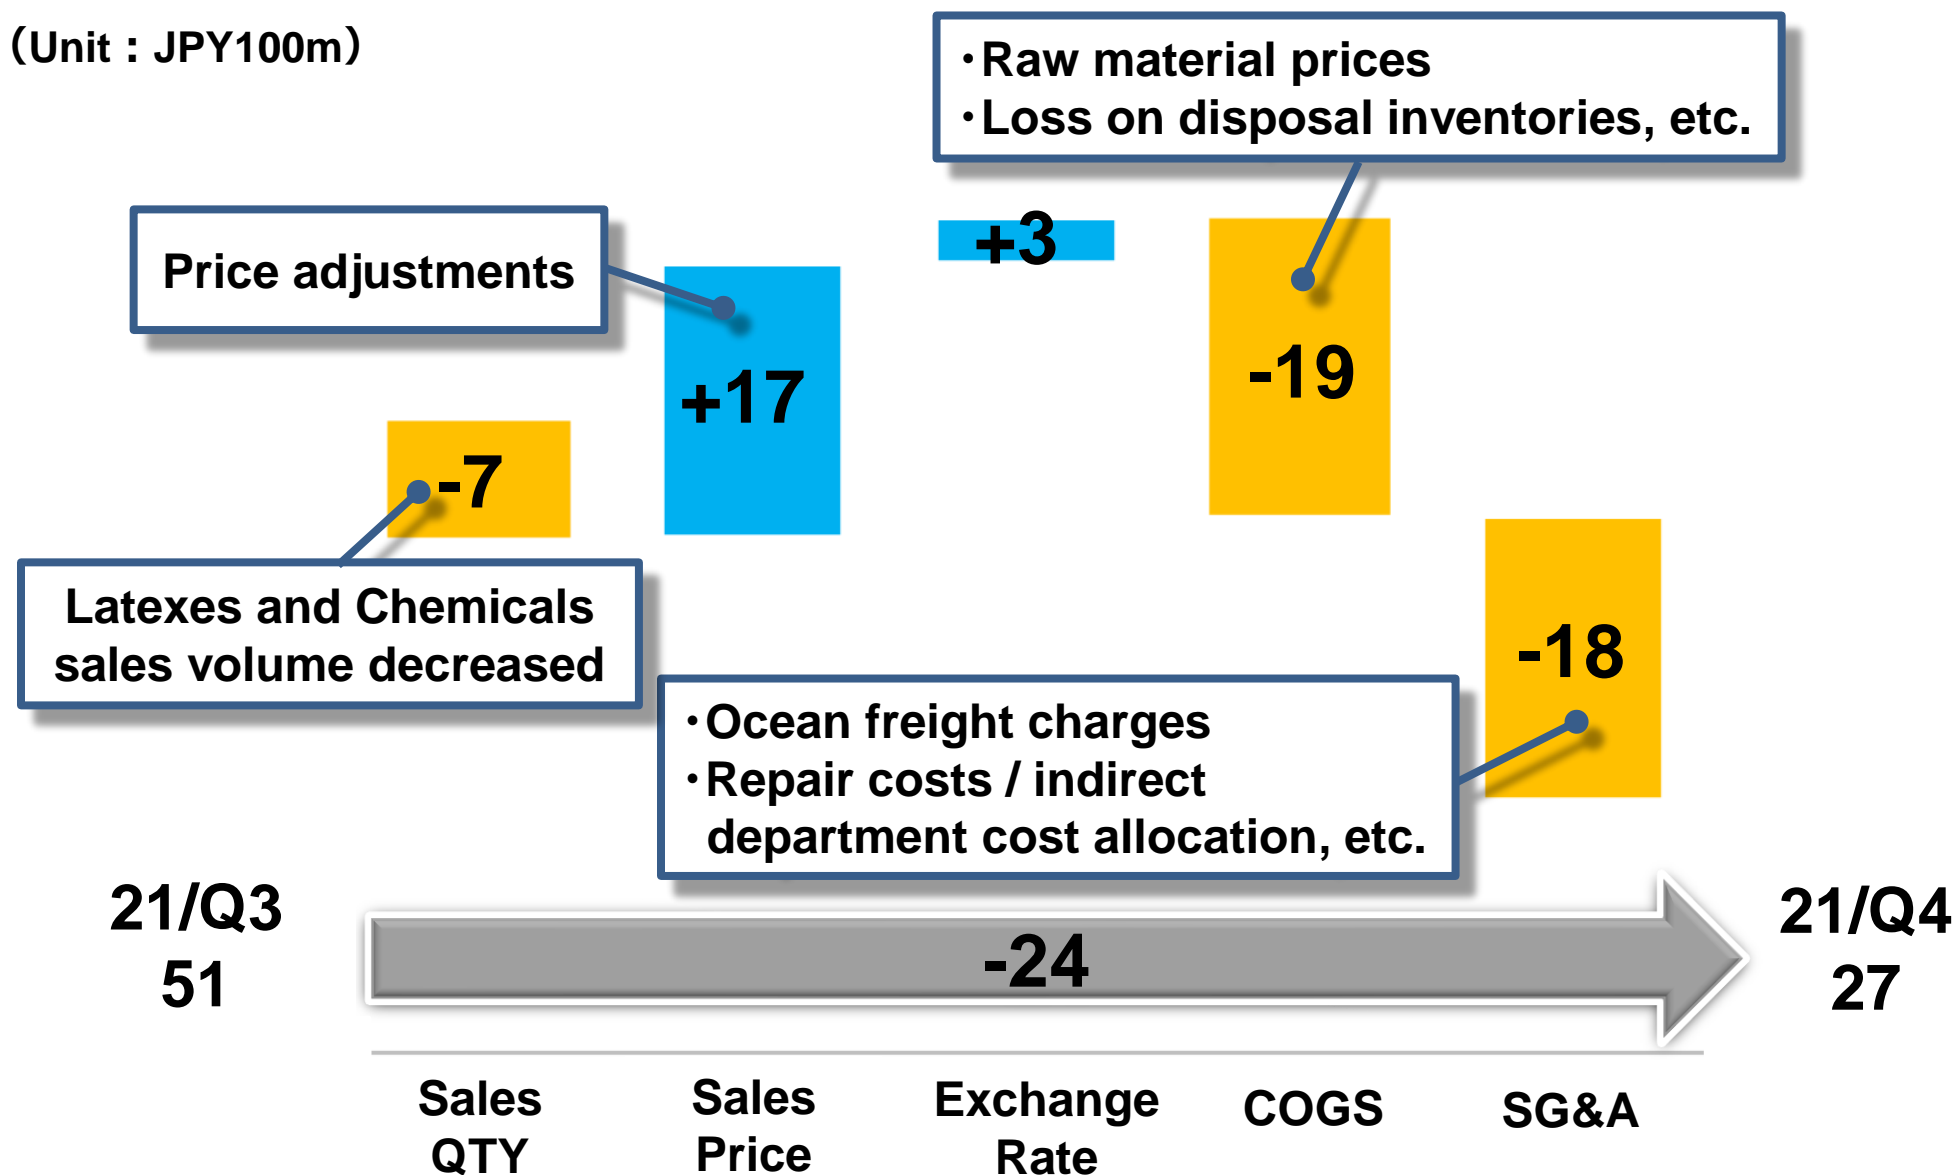 （Unit：JPY100m）
・Raw material prices
・Loss on disposal inventories, etc.
Price adjustments
+3
+17
-19
-7
Latexes and Chemicals
sales volume decreased
-18
・Ocean freight charges
・Repair costs / indirect
department cost allocation, etc.
21/Q3
51
-24
21/Q4
27
Sales
QTY
Sales
Price
Exchange
Rate
COGS
SG&A